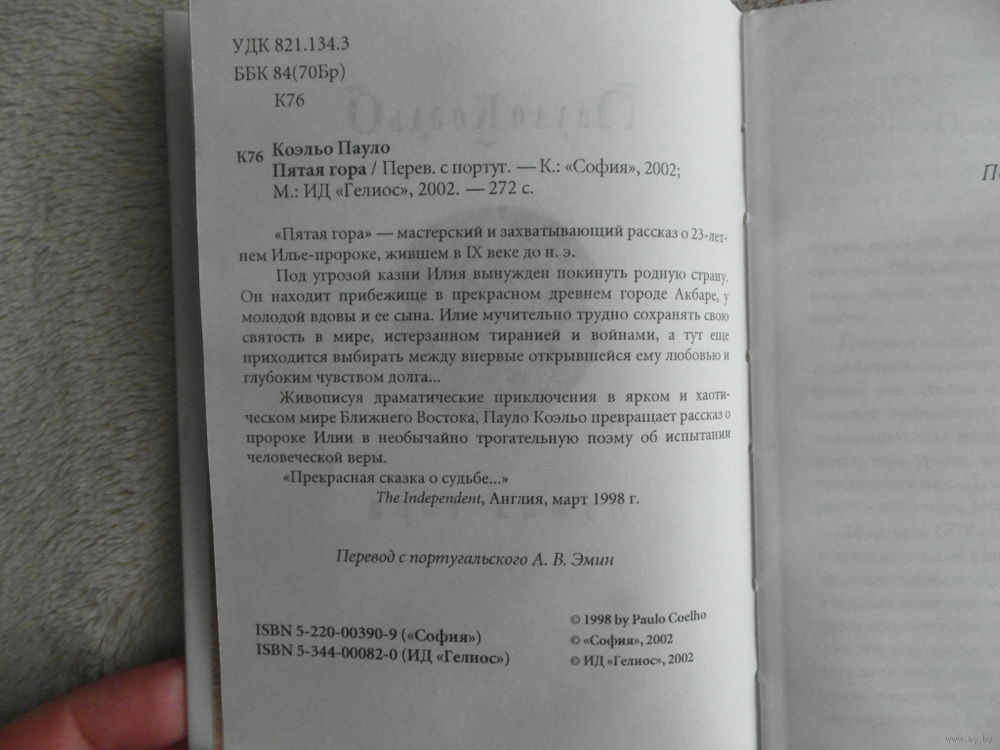 УДК 821.134.3
ББК 84(70Бр)
К76
К76 Коэльо Пауло
Пятая гора / Перев. с португ. — К.: «София», 2002;
М.: ИД «Гелиос», 2002. — 272 с.
«Пятая гора» — мастерский и захватывающий рассказ о 23-лет-
нем Илье-пророке, жившем в IX веке до н. э.
Под угрозой казни Илия вынужден покинуть родную страну.
Он находит прибежище в прекрасном древнем городе Акбаре, у
молодой вдовы и ее сына. Илие мучительно трудно сохранять свою
святость в мире, истерзанном тиранией и войнами, а тут еще
приходится выбирать между впервые открывшейся ему любовью и
глубоким чувством долга...
Живописуя драматические приключения в ярком и хаоти-
ческом мире Ближнего Востока, Пауло Коэльо превращает рассказ о
пророке Илии в необычайно трогательную поэму об испытании
человеческой веры.
«Прекрасная сказка о судьбе...»
The Independent, Англия, март 1998 г.
Перевод с португальского А. В. Эмин
ISBN 5-220-00390-9 («София»)
ISBN 5-344-00082-0 (ИД «Гелиос»)
© 1998 by Paulo Coelho
© «София», 2002
© ИД «Гелиос», 2002
www.ay.by